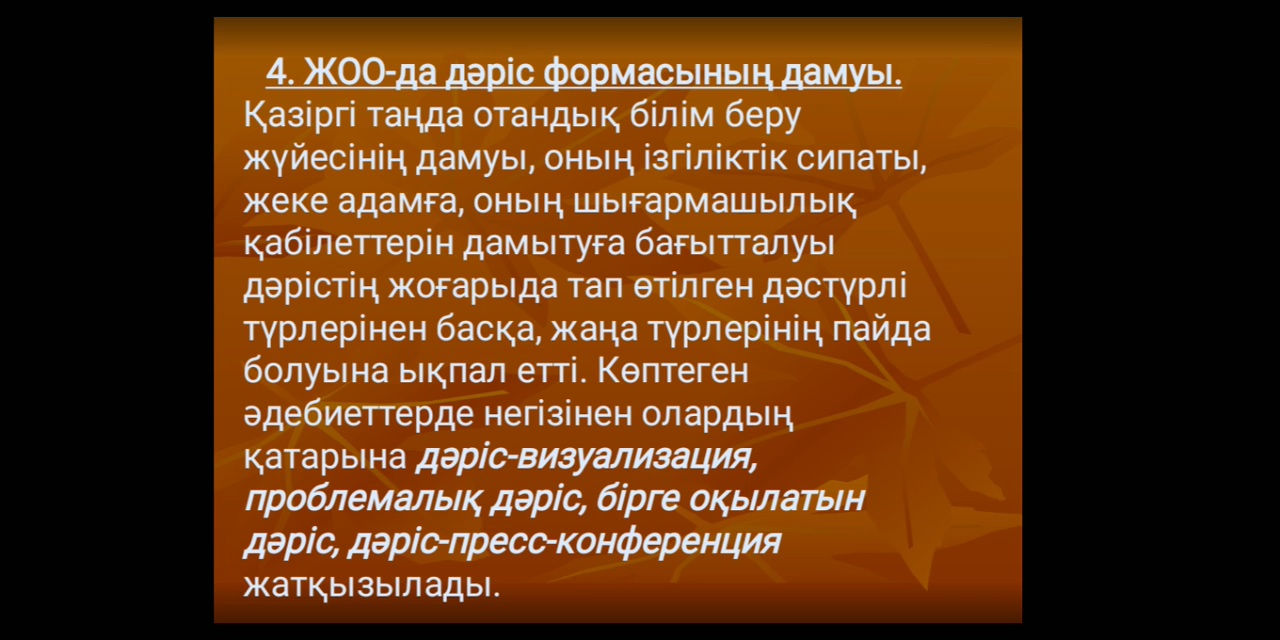 4. ЖОО-да дәріс формасының дамуы.
Қазіргі таңда отандық білім беру
жүйесінің дамуы, оның ізгіліктік сипаты,
жеке адамға, оның шығармашылық
қабілеттерін дамытуға бағытталуы
дәрістің жоғарыда тап өтілген дәстүрлі
түрлерінен басқа, жаңа түрлерінің пайда
болуына ықпал етті. Көптеген
әдебиеттерде негізінен олардың
қатарына дәріс-визуализация,
проблемалық дәріс, бірге оқылатын
дәріс, дәріс-пресс-конференция
жатқызылады.